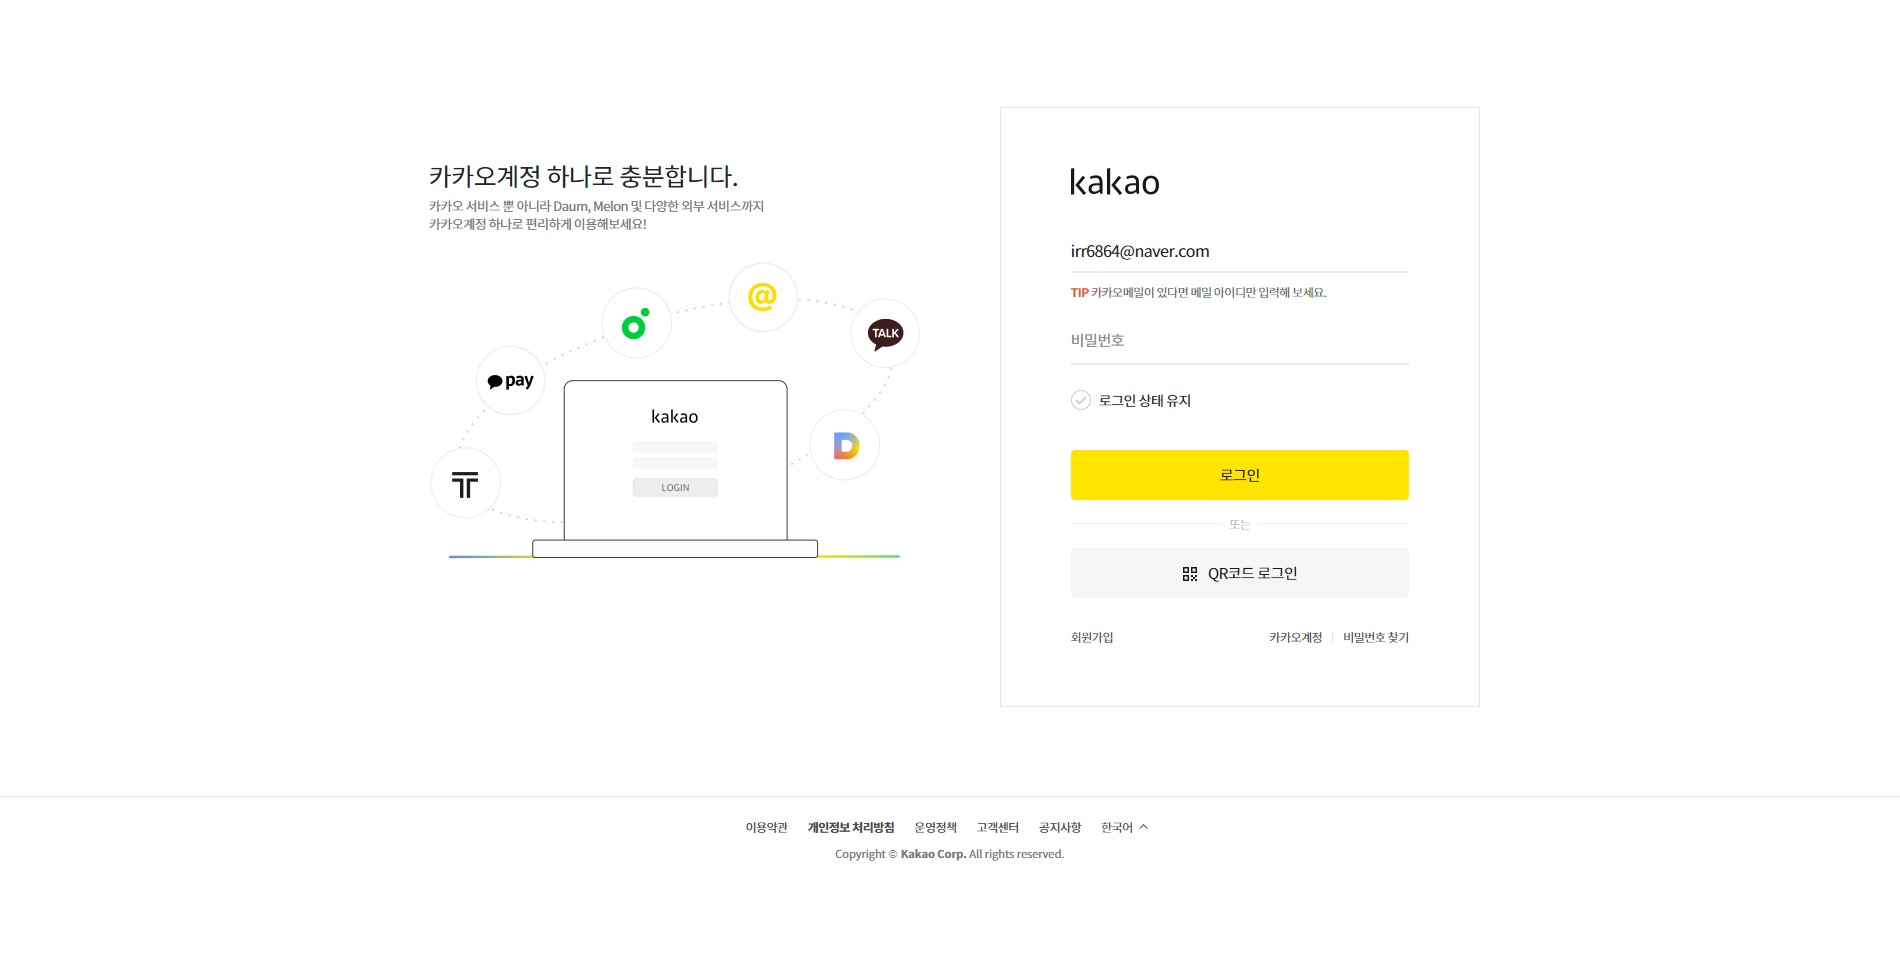 카카오계정 하나로 충분합니다.
카카오 서비스 뿐 아니라 Daum, Melon 및 다양한 외부 서비스까지
카카오계정 하나로 편리하게 이용해보세요!
@
TALK
pay
kakao
D
LOGIN
T
kakao
irr6864@naver.com
TIP 카카오메일이 있다면 메일 아이디만 입력해 보세요.
비밀번호
로그인 상태 유지
로그인
또는
QR코드 로그인
회원가입
카카오계정 | 비밀번호 찾기
이용약관 개인정보 처리방침 운영정책 고객센터 공지사항 한국어
Copyright © Kakao Corp. All rights reserved.